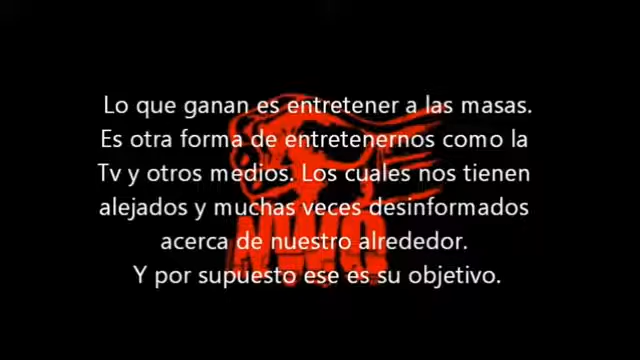 Lo que ganan es entretener a las masas.
Es otra forma de entretenernos como la
Tv y otros medios. Los cuales nos tienen
alejados y muchas veces desinformados
acerca de nuestro alrededor.
Y por supuesto ese es su objetivo.